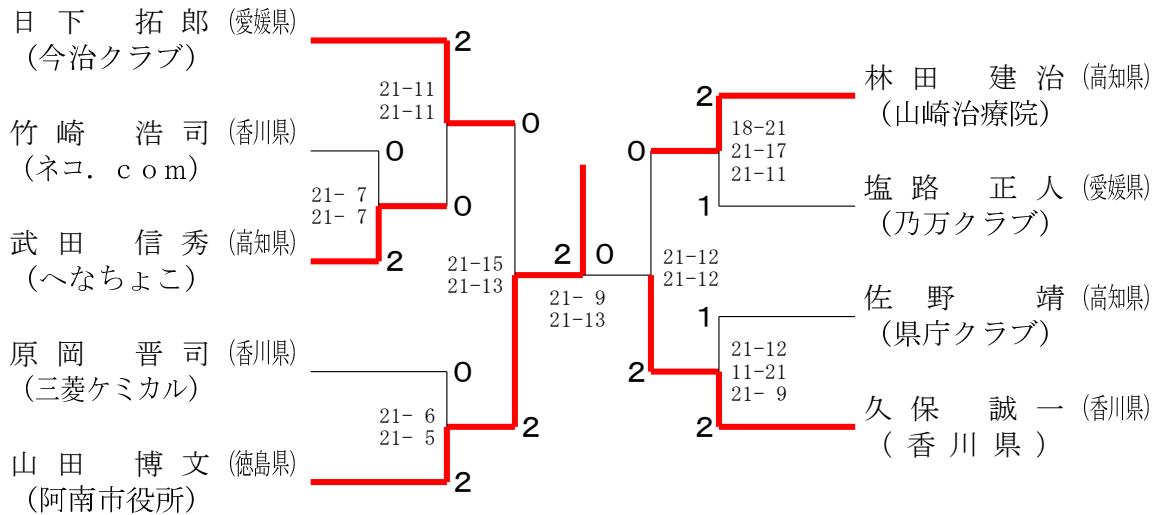 日下 拓郎 (愛媛県)
(今治クラブ)
竹崎 浩司 (香川県)
(ネコ．ｃｏｍ)
武田 信秀 (高知県)
(へなちょこ)
原岡 晋司 (香川県)
(三菱ケミカル)
山田 博文 (徳島県)
(阿南市役所)
2
21-11
21-11
0
0
21- 7
21- 7
0
2
21-15
21-13
0
21- 6
21- 5
2
2
2 0
21- 9
21-13
2
0
18-21
21-17
21-11
1
21-12
21-12
1
21-12
11-21
21- 9
2
2
林田 建治 (高知県)
(山崎治療院)
塩路 正人 (愛媛県)
(乃万クラブ)
佐野 靖 (高知県)
(県庁クラブ)
久保 誠一 (香川県)
(香川県)